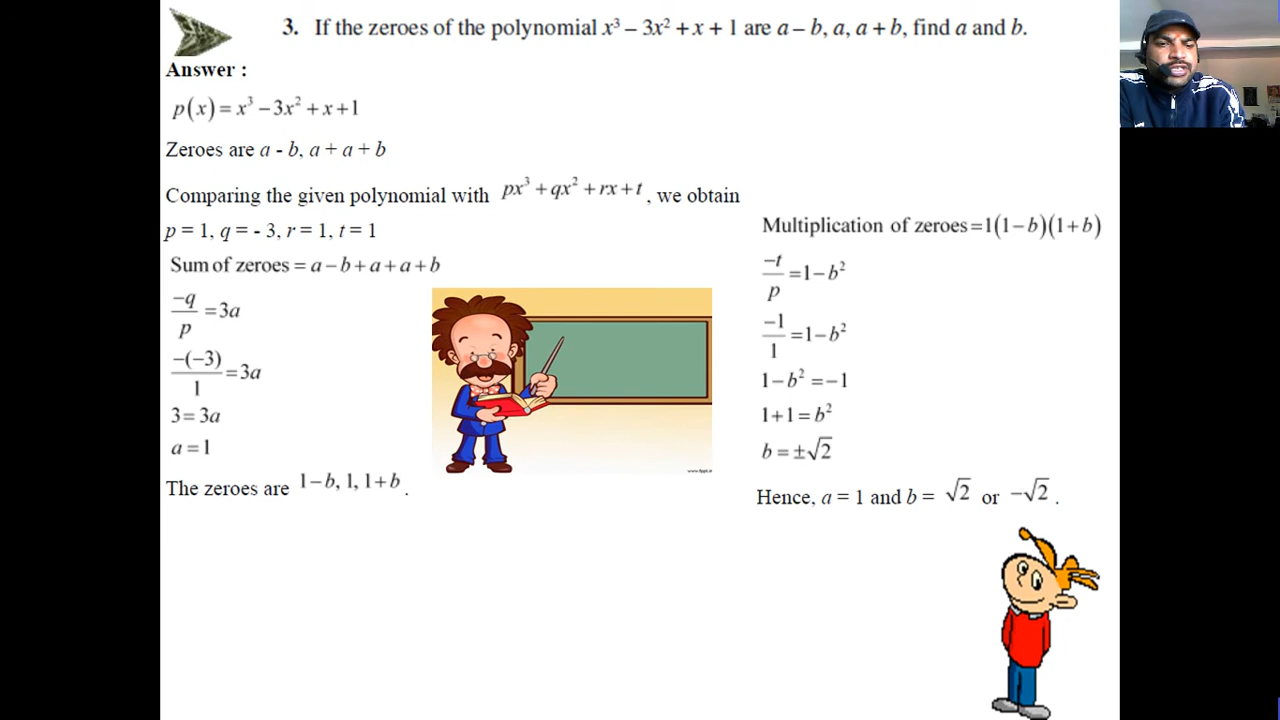 3. If the zeroes of the polynomial x³ – 3x² + x + 1 are a – b, a, a + b, find a and b.
Answer :
p(x) = x³ – 3x² + x + 1
Zeroes are a - b, a + a + b
Comparing the given polynomial with px³ + qx² + rx + t , we obtain
p = 1, q = - 3, r = 1, t = 1
Sum of zeroes = a – b + a + a + b
–q/p = 3a
–(–3)/1 = 3a
3 = 3a
a = 1
The zeroes are 1–b, 1, 1+b .
Multiplication of zeroes = 1(1–b)(1+b)
–t/p = 1–b²
–1/1 = 1–b²
1–b² = –1
1+1 = b²
b = ±√2
Hence, a = 1 and b = √2 or –√2 .
www.fppt.in